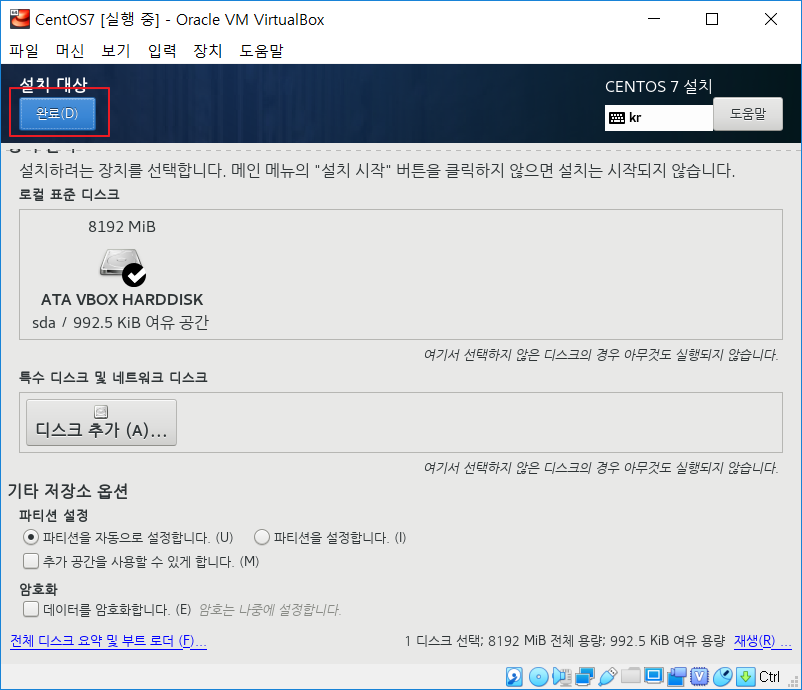 CentOS7 [실행 중] - Oracle VM VirtualBox
파일 머신 보기 입력 장치 도움말
설치 대상
CENTOS 7 설치
완료(D)
kr
도움말
설치하려는 장치를 선택합니다. 메인 메뉴의 "설치 시작" 버튼을 클릭하지 않으면 설치는 시작되지 않습니다.
로컬 표준 디스크
8192 MiB
ATA VBOX HARDDISK
sda / 992.5 KiB 여유 공간
여기서 선택하지 않은 디스크의 경우 아무것도 실행되지 않습니다.
특수 디스크 및 네트워크 디스크
디스크 추가 (A)...
여기서 선택하지 않은 디스크의 경우 아무것도 실행되지 않습니다.
기타 저장소 옵션
파티션 설정
파티션을 자동으로 설정합니다. (U) 파티션을 설정합니다. (I)
추가 공간을 사용할 수 있게 합니다. (M)
암호화
데이터를 암호화합니다. (E) 암호는 나중에 설정합니다.
전체 디스크 요약 및 부트 로더 (F)... 1 디스크 선택; 8192 MiB 전체 용량; 992.5 KiB 여유 용량 재생(R) ...
Ctrl